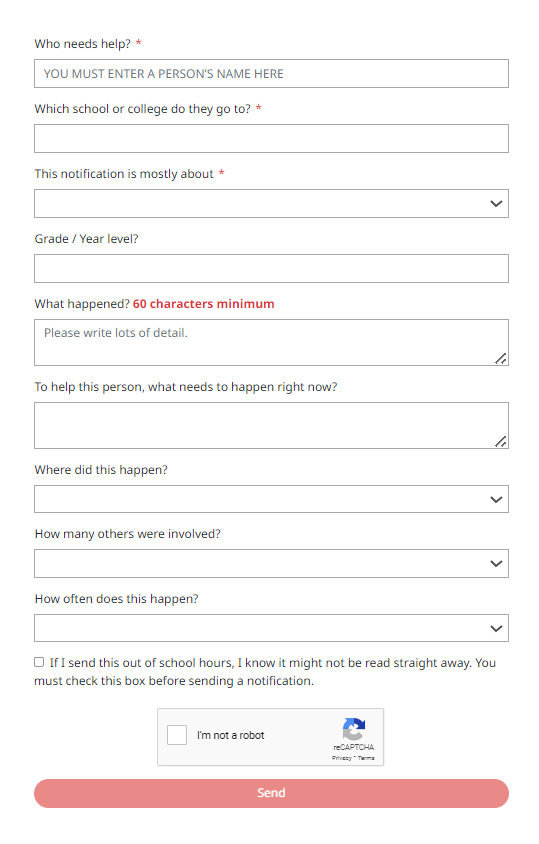 Who needs help? *
YOU MUST ENTER A PERSON'S NAME HERE
Which school or college do they go to? *
This notification is mostly about *
Grade / Year level?
What happened? 60 characters minimum
Please write lots of detail.
To help this person, what needs to happen right now?
Where did this happen?
How many others were involved?
How often does this happen?
If I send this out of school hours, I know it might not be read straight away. You
must check this box before sending a notification.
I'm not a robot
reCAPTCHA
Privacy - Terms
Send